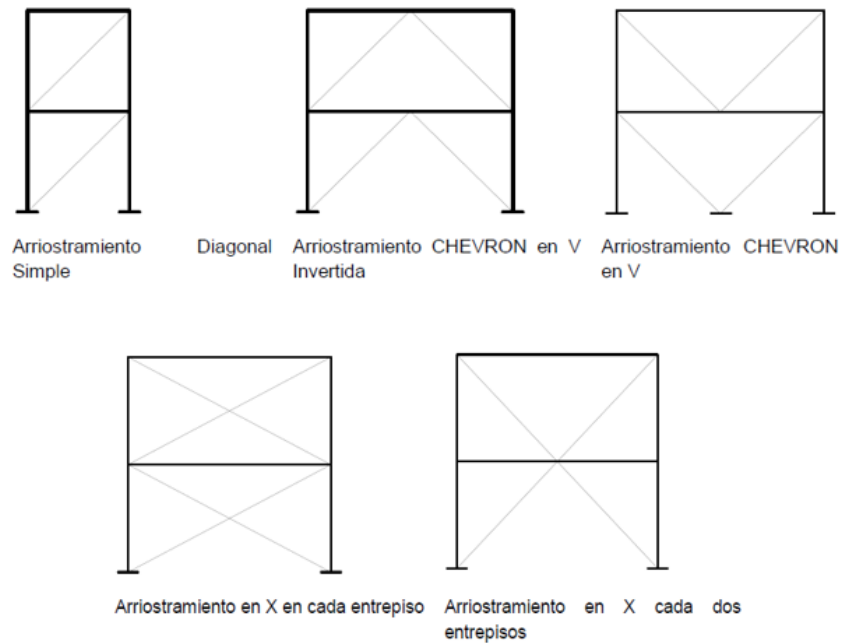 Arriostramiento Diagonal
Simple
Arriostramiento CHEVRON en V
Invertida
Arriostramiento CHEVRON
en V
Arriostramiento en X en cada entrepiso
Arriostramiento en X cada dos
entrepisos